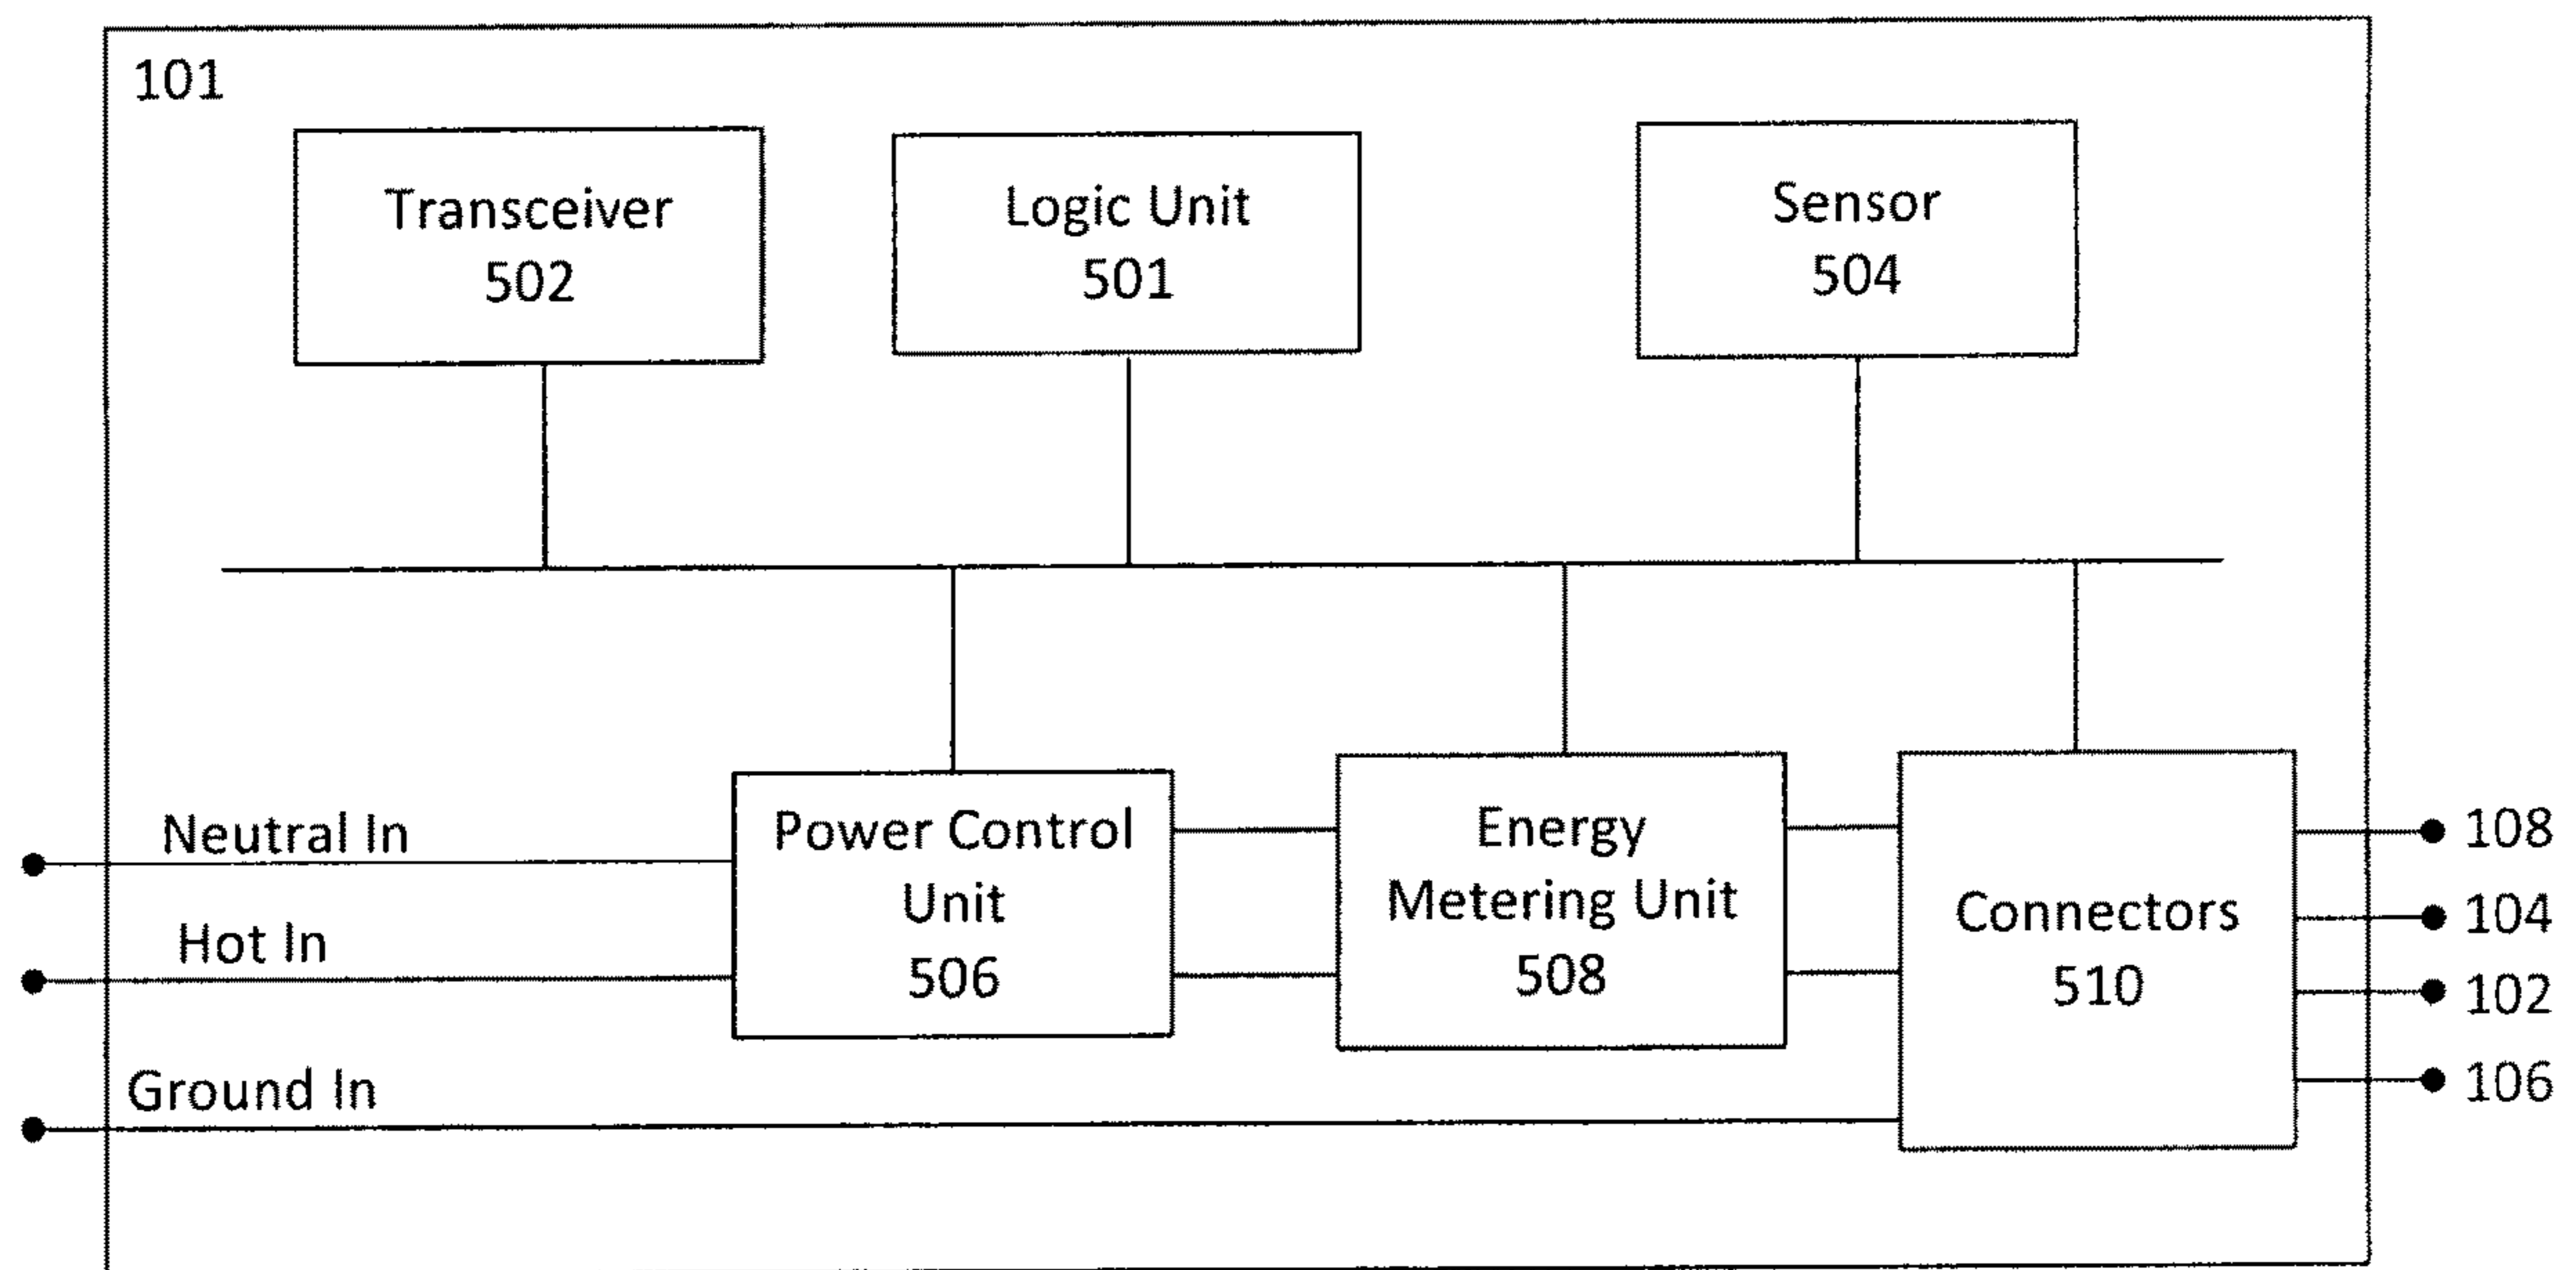 101
Transceiver
502
Logic Unit
501
Sensor
504
Neutral In
Hot In
Ground In
Power Control
Unit
506
Energy
Metering Unit
508
Connectors
510
108
104
102
106